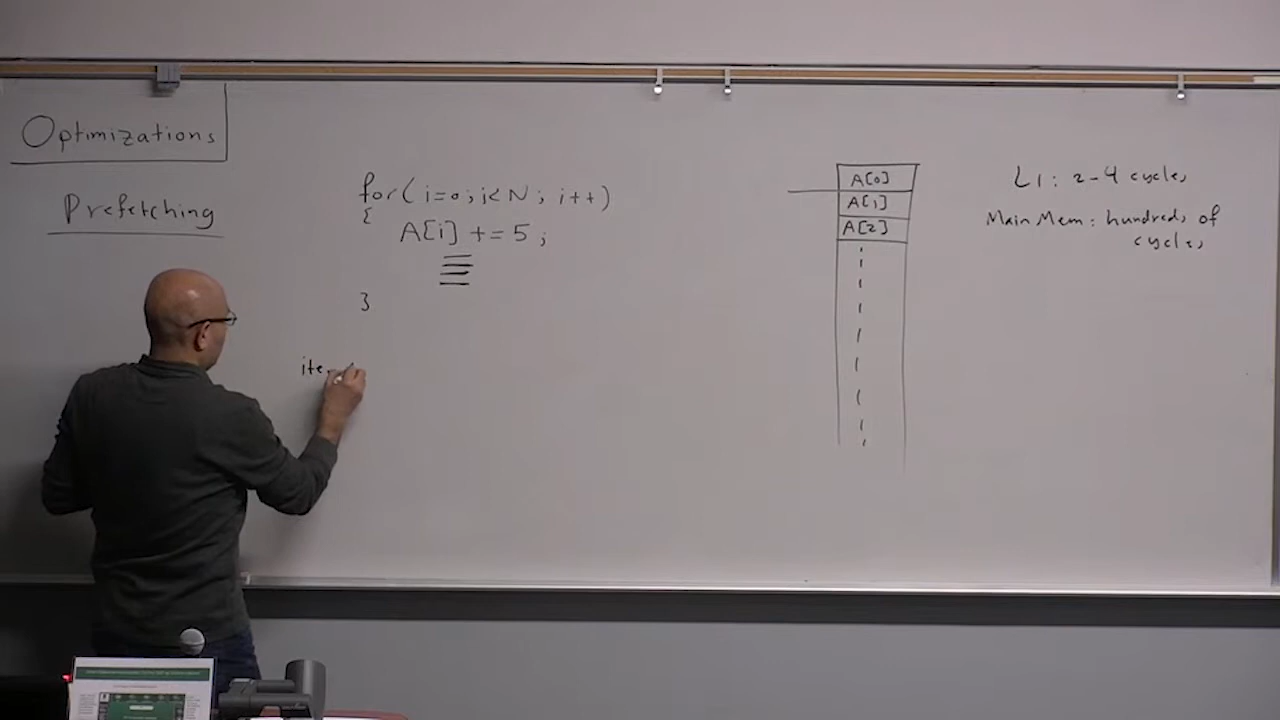 Optimizations
Prefetching
for( i=0; i<N; i++)
{
A[i] += 5;
}
ite
A[0]
A[1]
A[2]
L1: 2-4 cycles
Main Mem: hundreds of
cycles